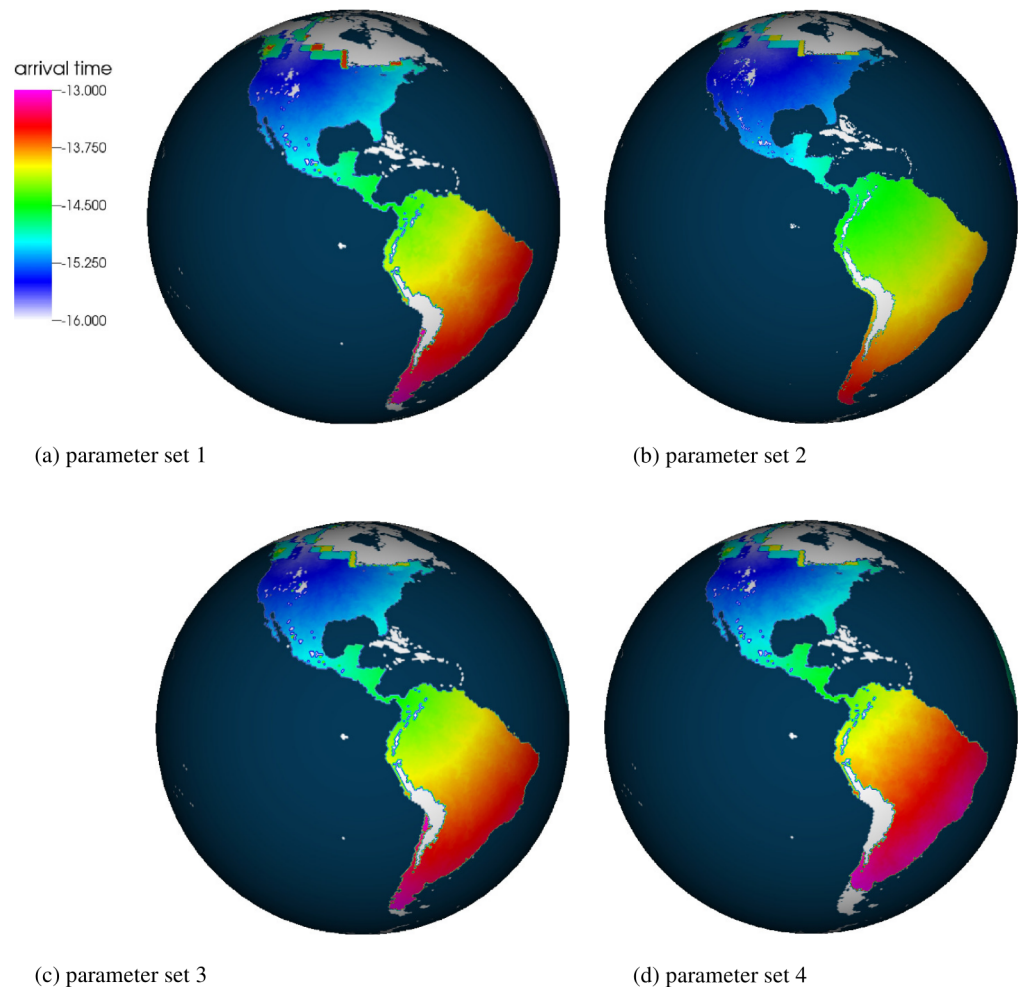 arrival time
-13.000
-13.750
-14.500
-15.250
-16.000
(a) parameter set 1
(b) parameter set 2
(c) parameter set 3
(d) parameter set 4